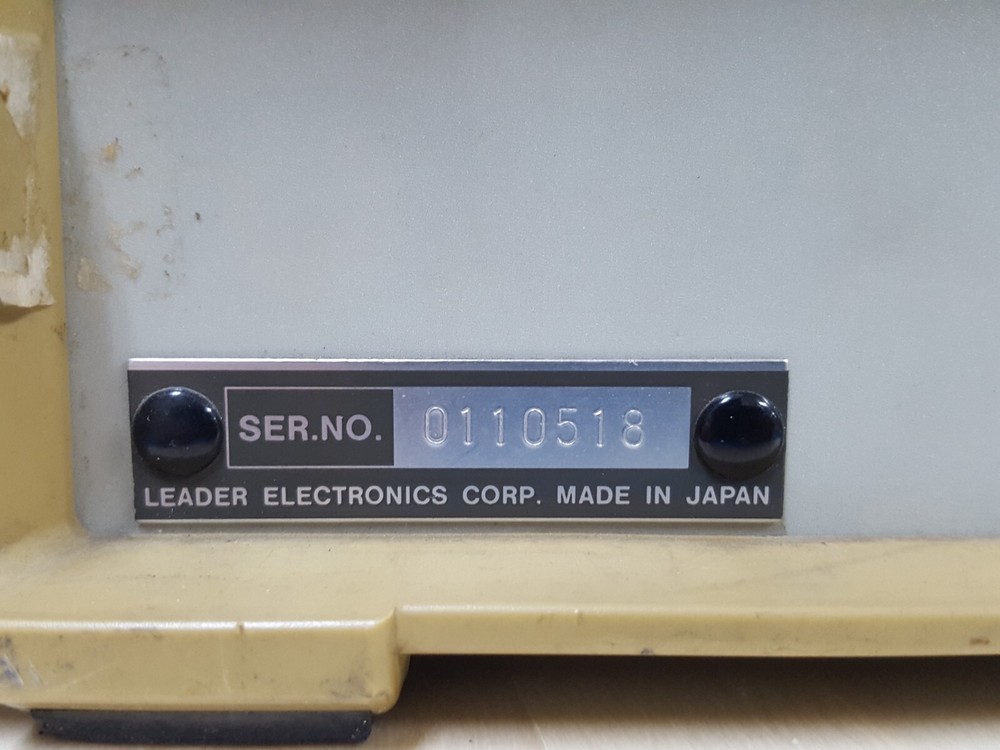 SER.NO. 0110518
LEADER ELECTRONICS CORP. MADE IN JAPAN